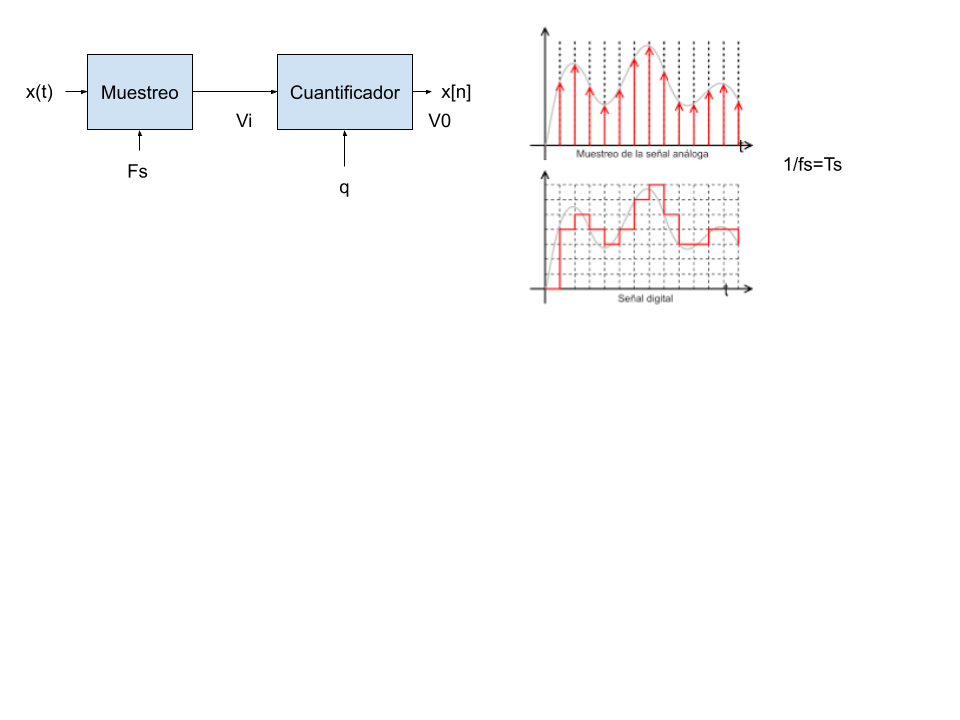 x(t)
Muestreo
Cuantificador
x[n]
Vi
V0
Fs
q
t
Muestreo de la señal análoga
1/fs=Ts
t
Señal digital